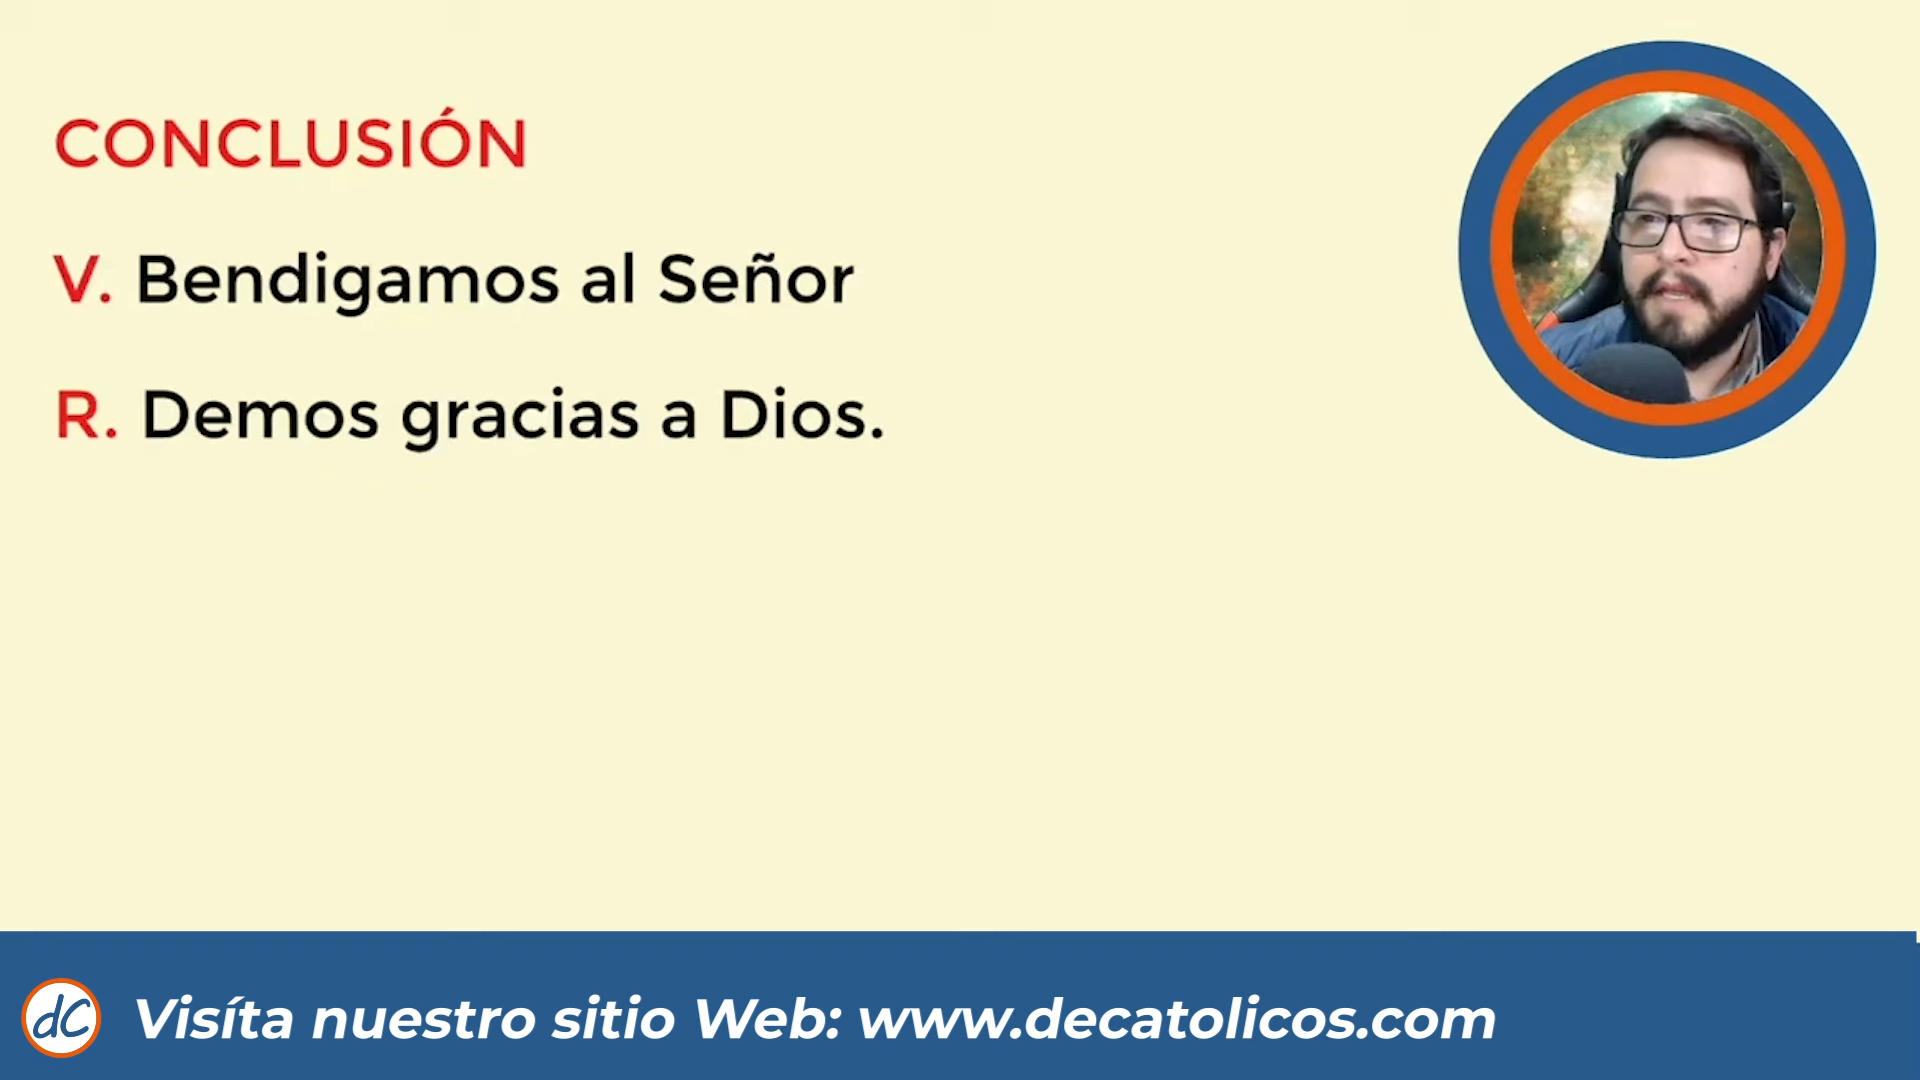 CONCLUSIÓN
V. Bendigamos al Señor
R. Demos gracias a Dios.
dC Visíta nuestro sitio Web: www.decatolicos.com